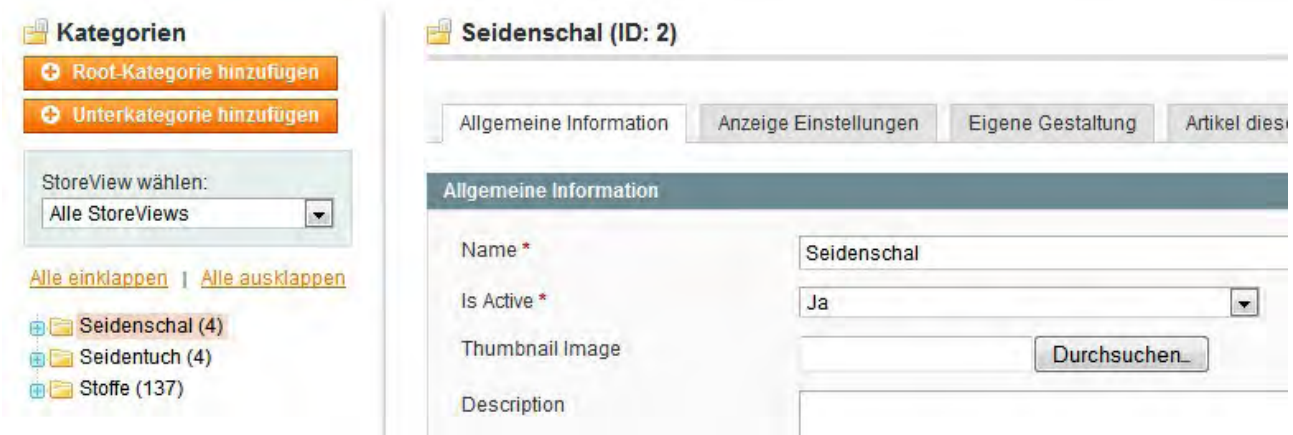 Kategorien
Root-Kategorie hinzufügen
Unterkategorie hinzufügen
StoreView wählen:
Alle StoreViews
Alle einklappen | Alle ausklappen
Seidenschal (4)
Seidentuch (4)
Stoffe (137)
Seidenschal (ID: 2)
Allgemeine Information Anzeige Einstellungen Eigene Gestaltung Artikel diese
Allgemeine Information
Name * Seidenschal
Is Active * Ja
Thumbnail Image Durchsuchen...
Description